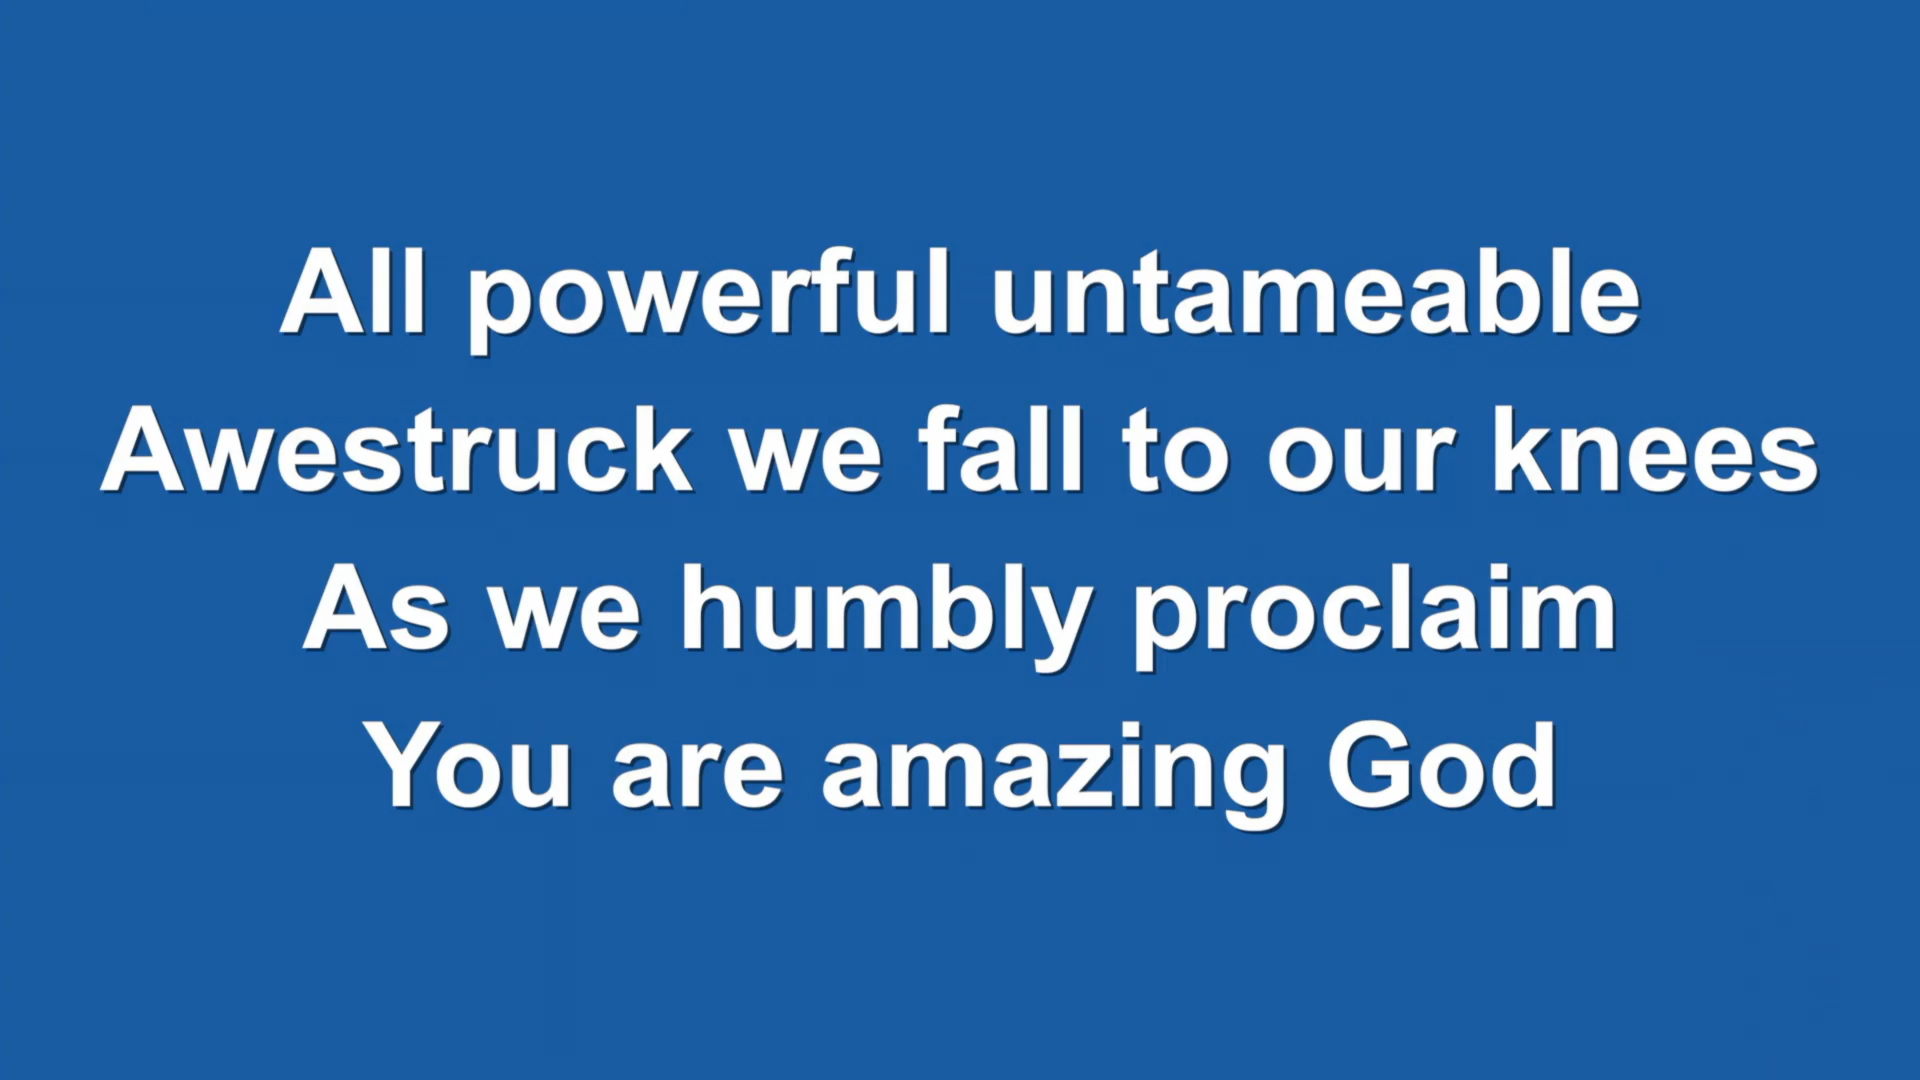 All powerful untameable
Awestruck we fall to our knees
As we humbly proclaim
You are amazing God